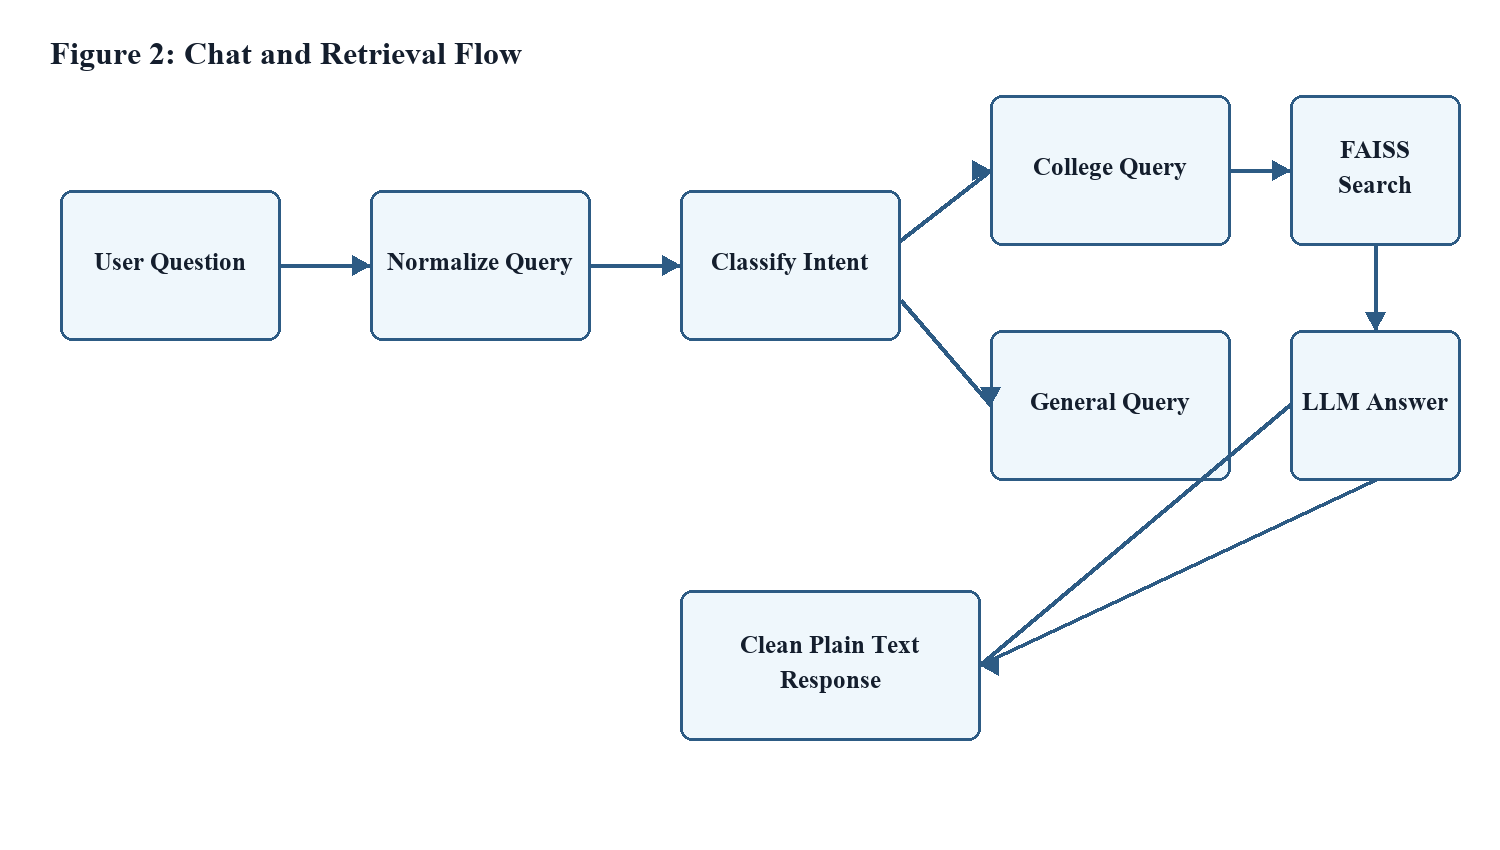 Figure 2: Chat and Retrieval Flow
User Question
Normalize Query
Classify Intent
College Query
FAISS
Search
General Query
LLM Answer
Clean Plain Text
Response